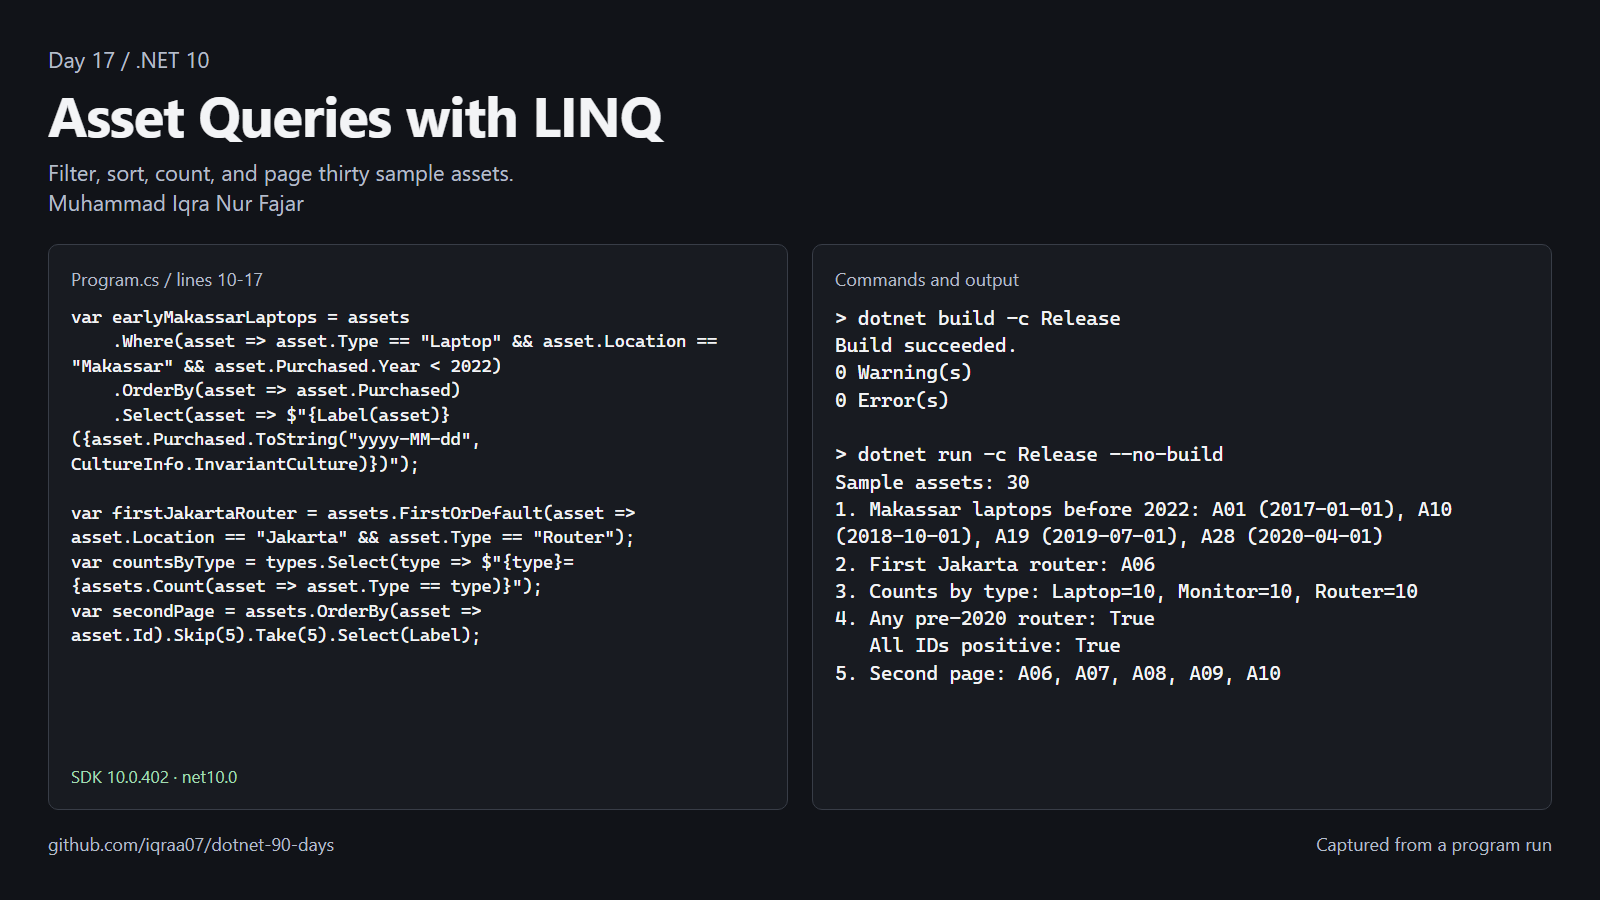 Day 17 / .NET 10
Asset Queries with LINQ
Filter, sort, count, and page thirty sample assets.
Muhammad Iqra Nur Fajar
Program.cs / lines 10-17
var earlyMakassarLaptops = assets
    .Where(asset => asset.Type == "Laptop" && asset.Location ==
"Makassar" && asset.Purchased.Year < 2022)
    .OrderBy(asset => asset.Purchased)
    .Select(asset => $"{Label(asset)}
({asset.Purchased.ToString("yyyy-MM-dd",
CultureInfo.InvariantCulture)})");
var firstJakartaRouter = assets.FirstOrDefault(asset =>
asset.Location == "Jakarta" && asset.Type == "Router");
var countsByType = types.Select(type => $"{type}=
{assets.Count(asset => asset.Type == type)}");
var secondPage = assets.OrderBy(asset =>
asset.Id).Skip(5).Take(5).Select(Label);
SDK 10.0.402 · net10.0
Commands and output
> dotnet build -c Release
Build succeeded.
0 Warning(s)
0 Error(s)
> dotnet run -c Release --no-build
Sample assets: 30
1. Makassar laptops before 2022: A01 (2017-01-01), A10
(2018-10-01), A19 (2019-07-01), A28 (2020-04-01)
2. First Jakarta router: A06
3. Counts by type: Laptop=10, Monitor=10, Router=10
4. Any pre-2020 router: True
   All IDs positive: True
5. Second page: A06, A07, A08, A09, A10
github.com/iqraa07/dotnet-90-days
Captured from a program run